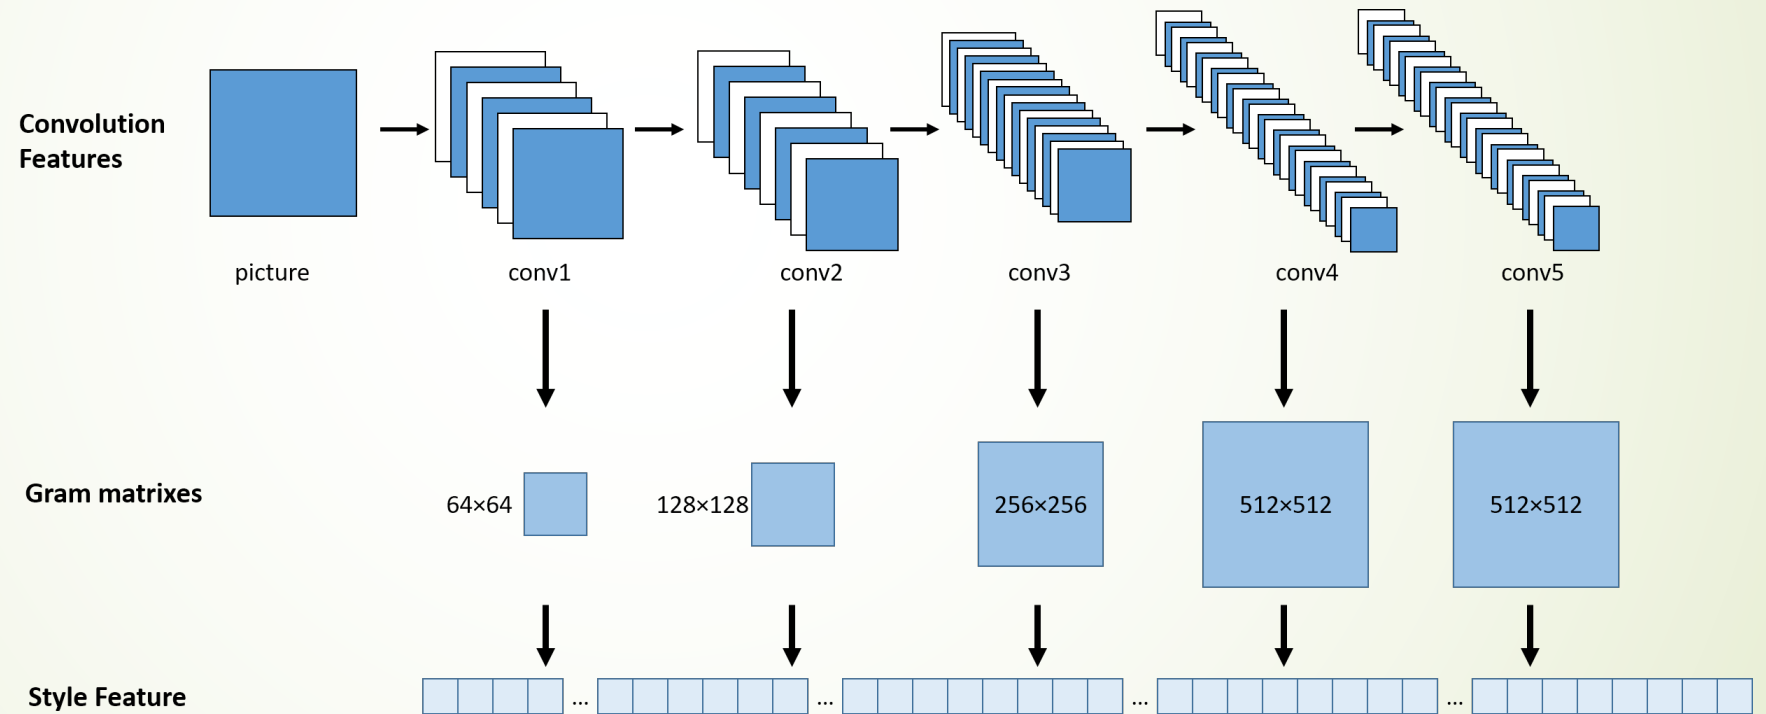 Convolution
Features
picture
conv1
conv2
conv3
conv4
conv5
Gram matrixes
64×64
128×128
256×256
512×512
512×512
Style Feature
... ... ... ...